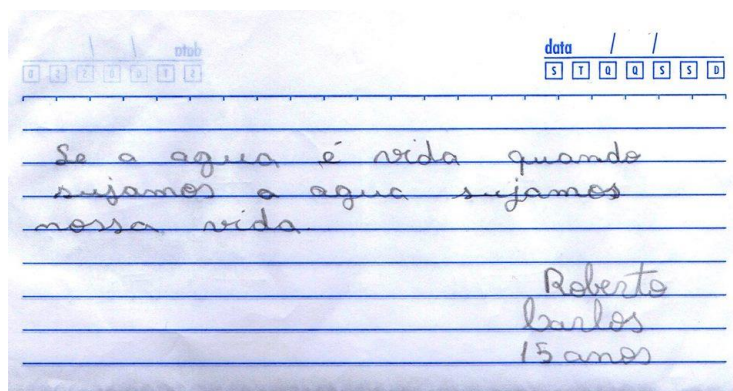 data / /
S T Q Q S S D
Se a agua é vida quando
sujamos a agua sujamos
nossa vida.
Roberto
Carlos
15 anos